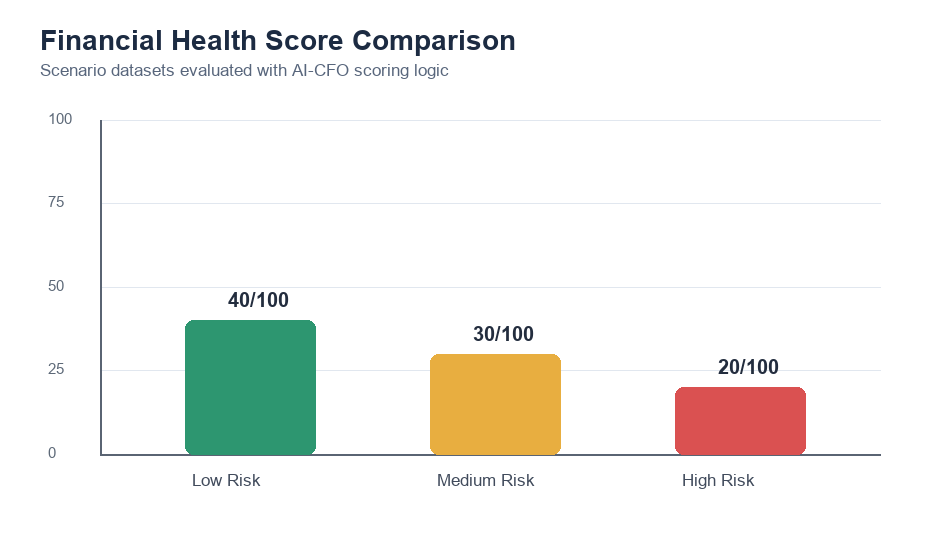 Financial Health Score Comparison
Scenario datasets evaluated with AI-CFO scoring logic
100
75
50
25
0
40/100
30/100
20/100
Low Risk
Medium Risk
High Risk